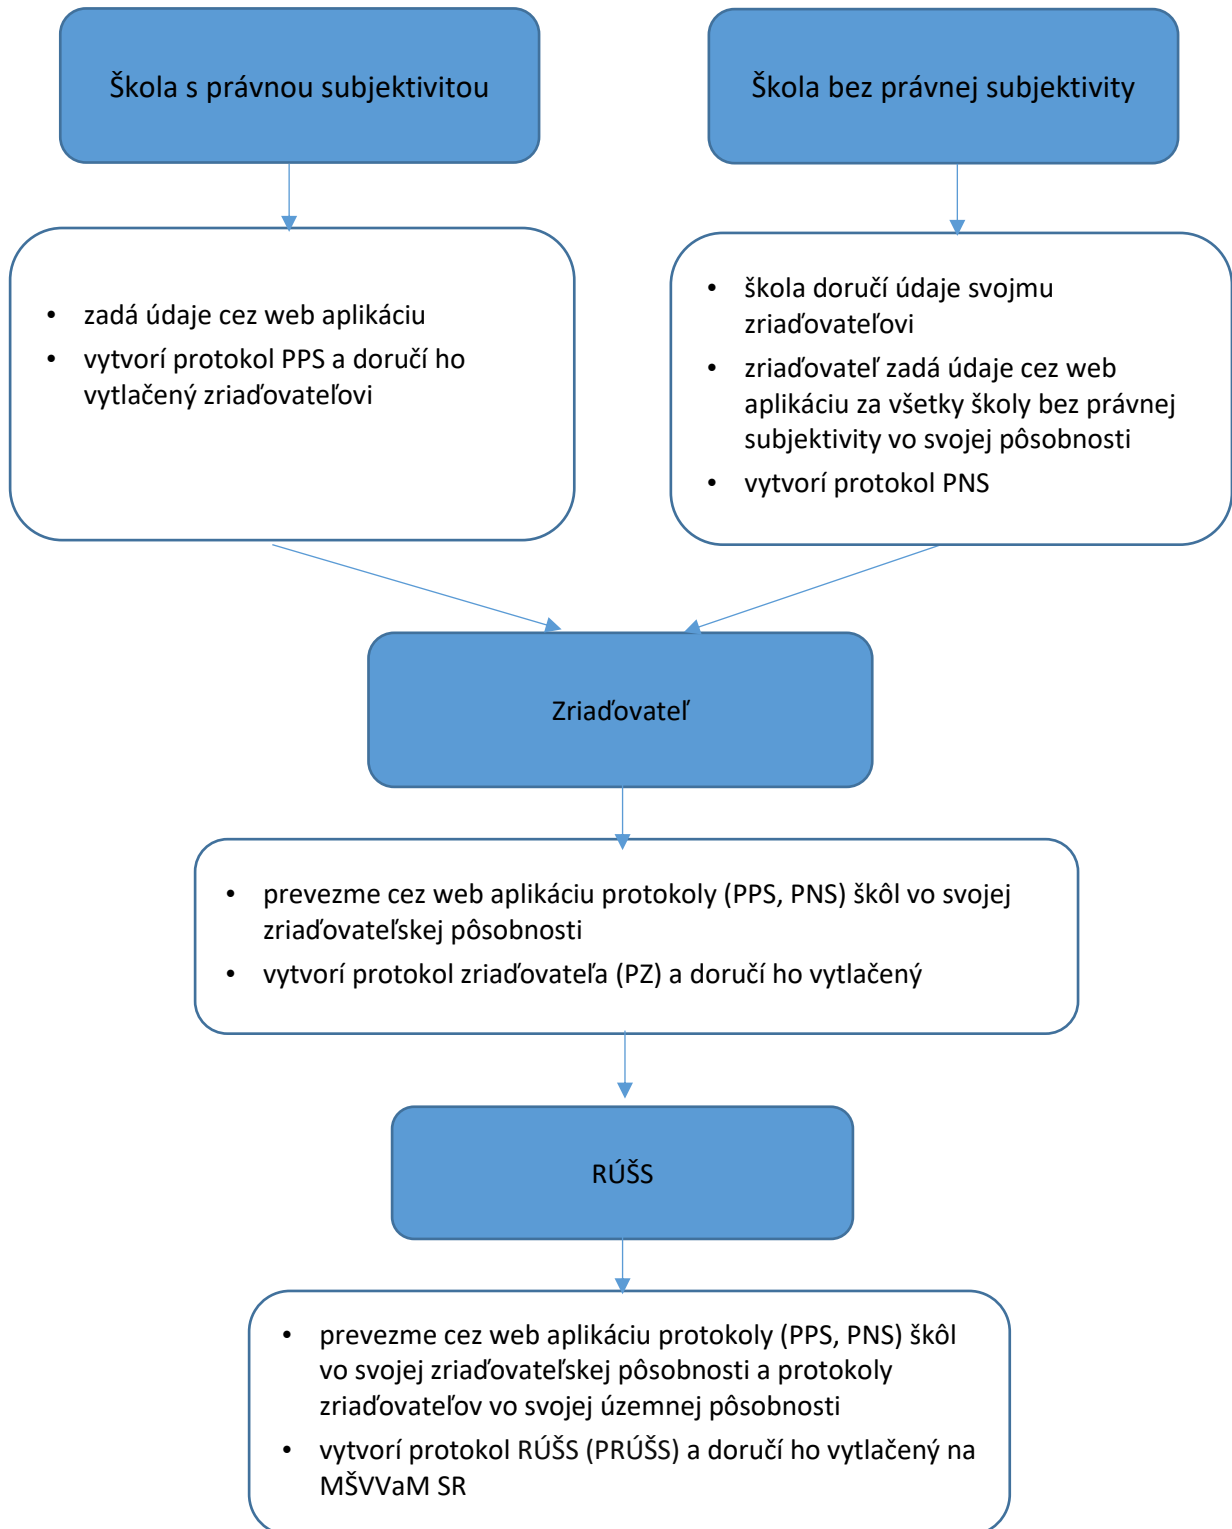 Škola s právnou subjektivitou
Škola bez právnej subjektivity
• zadá údaje cez web aplikáciu
• vytvorí protokol PPS a doručí ho
vytlačený zriaďovateľovi
• škola doručí údaje svojmu
zriaďovateľovi
• zriaďovateľ zadá údaje cez web
aplikáciu za všetky školy bez právnej
subjektivity vo svojej pôsobnosti
• vytvorí protokol PNS
Zriaďovateľ
• prevezme cez web aplikáciu protokoly (PPS, PNS) škôl vo svojej
zriaďovateľskej pôsobnosti
• vytvorí protokol zriaďovateľa (PZ) a doručí ho vytlačený
RÚŠS
• prevezme cez web aplikáciu protokoly (PPS, PNS) škôl
vo svojej zriaďovateľskej pôsobnosti a protokoly
zriaďovateľov vo svojej územnej pôsobnosti
• vytvorí protokol RÚŠS (PRÚŠS) a doručí ho vytlačený na
MŠVVaM SR